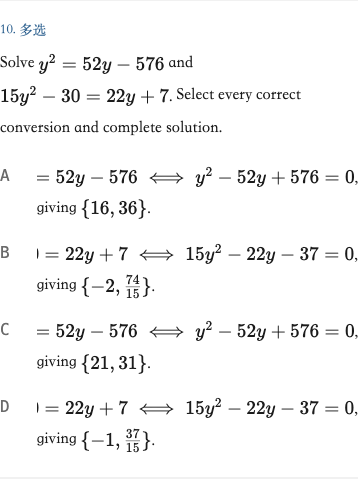 10. 多选
Solve y² = 52y − 576 and
15y² − 30 = 22y + 7. Select every correct
conversion and complete solution.
A = 52y − 576 ⟺ y² − 52y + 576 = 0,
giving {16, 36}.
B = 22y + 7 ⟺ 15y² − 22y − 37 = 0,
giving {−2, 74/15}.
C = 52y − 576 ⟺ y² − 52y + 576 = 0,
giving {21, 31}.
D = 22y + 7 ⟺ 15y² − 22y − 37 = 0,
giving {−1, 37/15}.